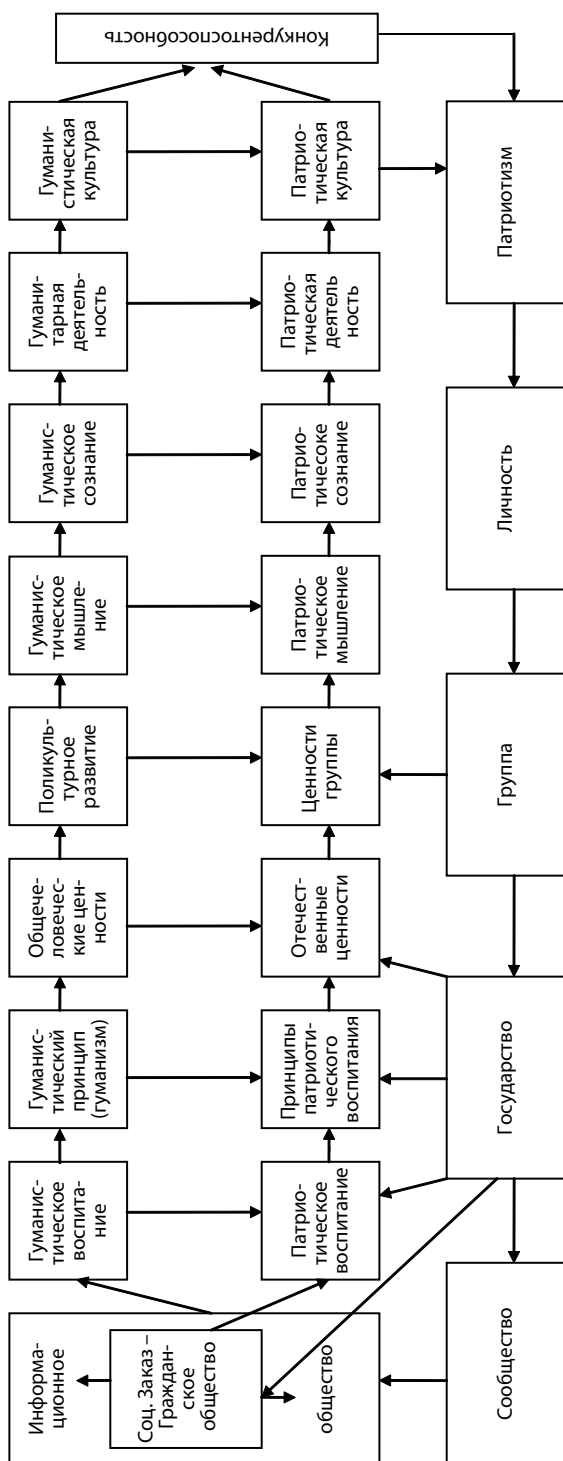 Информа-
ционное
Соц. Заказ –
Граждан-
ское
общество
общество
Гуманис-
тическое
воспита-
ние
Гуманис-
тический
принцип
(гуманизм)
Общече-
ловечес-
кие цен-
ности
Поликуль-
турное
развитие
Гуманис-
тическое
мышле-
ние
Гуманис-
тическое
сознание
Гумани-
тарная
деятель-
ность
Гумани-
стическая
культура
Конкурентоспособность
Патрио-
тическое
воспитание
Принципы
патриоти-
ческого
воспитания
Отечест-
венные
ценности
Ценности
группы
Патрио-
тическое
мышление
Патрио-
тичесоке
сознание
Патрио-
тическая
деятель
ность
Патрио-
тическая
культура
Сообщество
Государство
Группа
Личность
Патриотизм